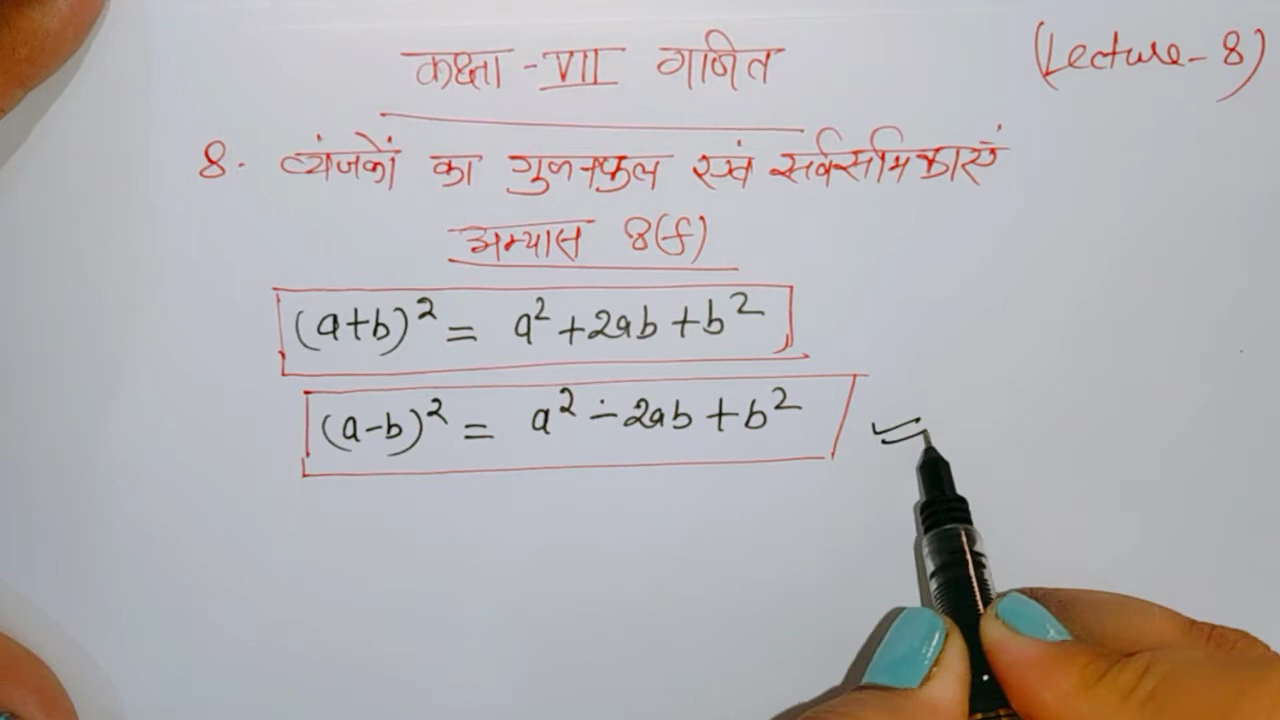 कक्षा - VII गणित
(Lecture - 8)
8. व्यंजकों का गुणनफल एवं सर्वसमिकाएं
अभ्यास 8(f)
(a+b)² = a² + 2ab + b²
(a-b)² = a² - 2ab + b²